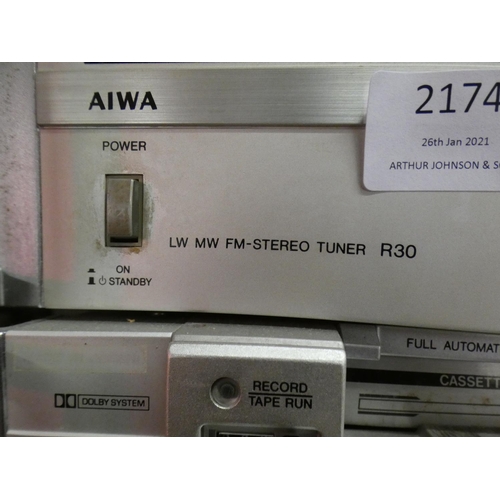 AIWA
2174
26th Jan 2021
ARTHUR JOHNSON & SO
POWER
LW MW FM-STEREO TUNER R30
ON
STANDBY
FULL AUTOMAT
CASSETT
RECORD
TAPE RUN
DOLBY SYSTEM